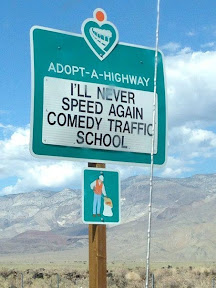 ADOPT-A-HIGHWAY
I'LL NEVER
SPEED AGAIN
COMEDY TRAFFIC
SCHOOL